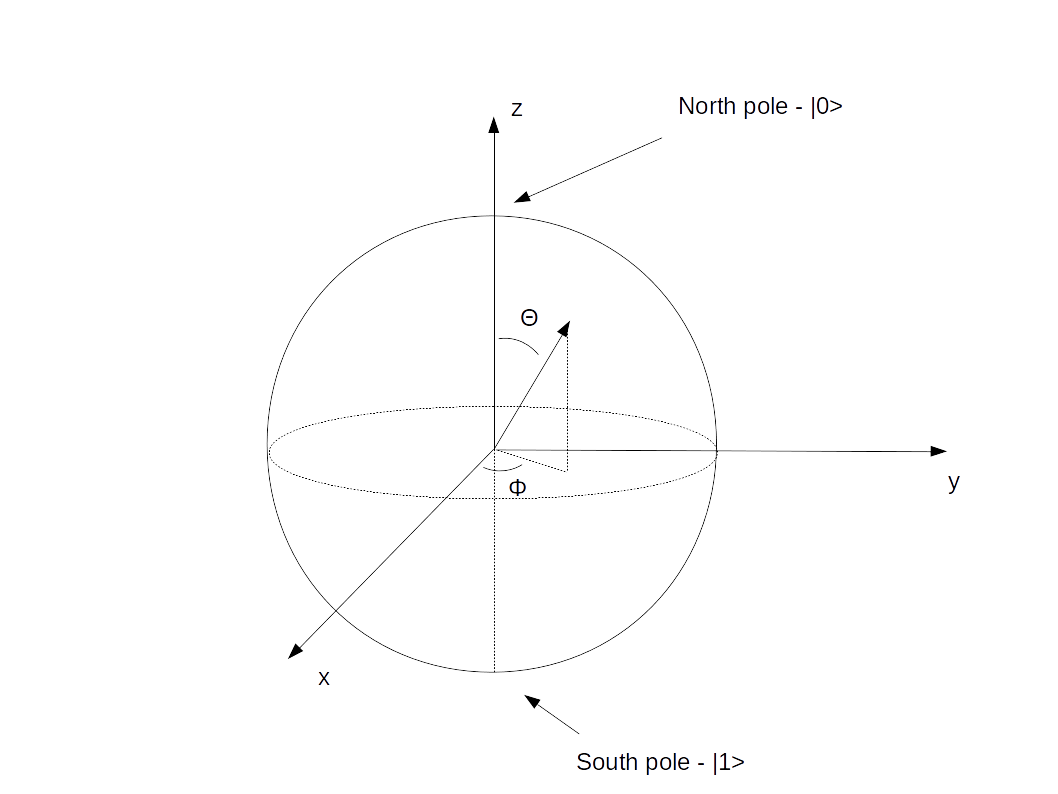 North pole - |0>
z
Θ
Φ
y
x
South pole - |1>